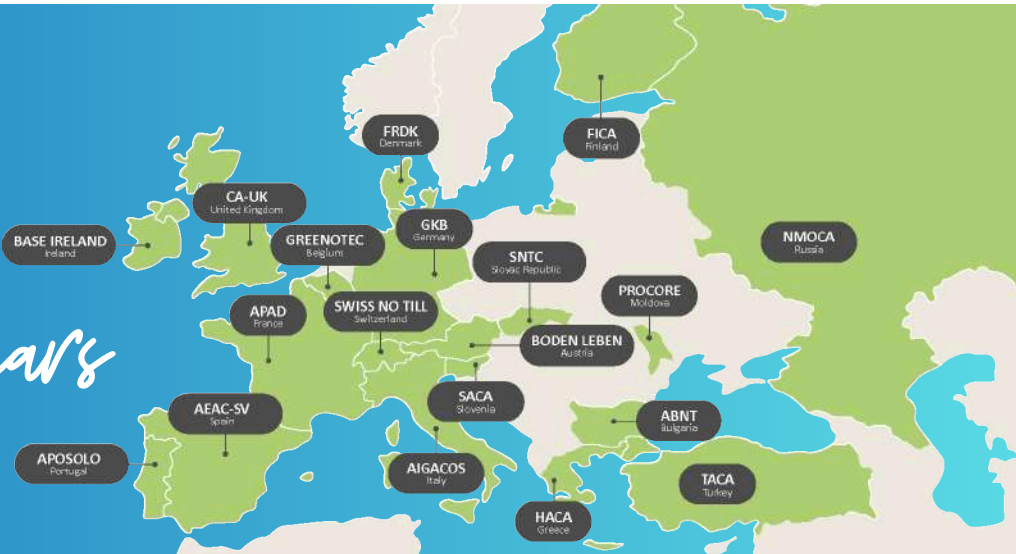 FRDK
Denmark
FICA
Finland
CA-UK
United Kingdom
BASE IRELAND
Ireland
GREENOTEC
Belgium
GKB
Germany
NMOCA
Russia
SNTC
Slovac Republic
PROCORE
Moldova
APAD
France
SWISS NO TILL
Switzerland
BODEN LEBEN
Austria
ars
SACA
Slovenia
AEAC-SV
Spain
ABNT
Bulgaria
APOSOLO
Portugal
AIGACOS
Italy
TACA
Turkey
HACA
Greece